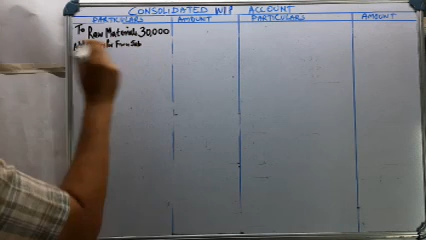 CONSOLIDATED WIP ACCOUNT
PARTICULARS AMOUNT PARTICULARS AMOUNT
To Raw Materials 30,000